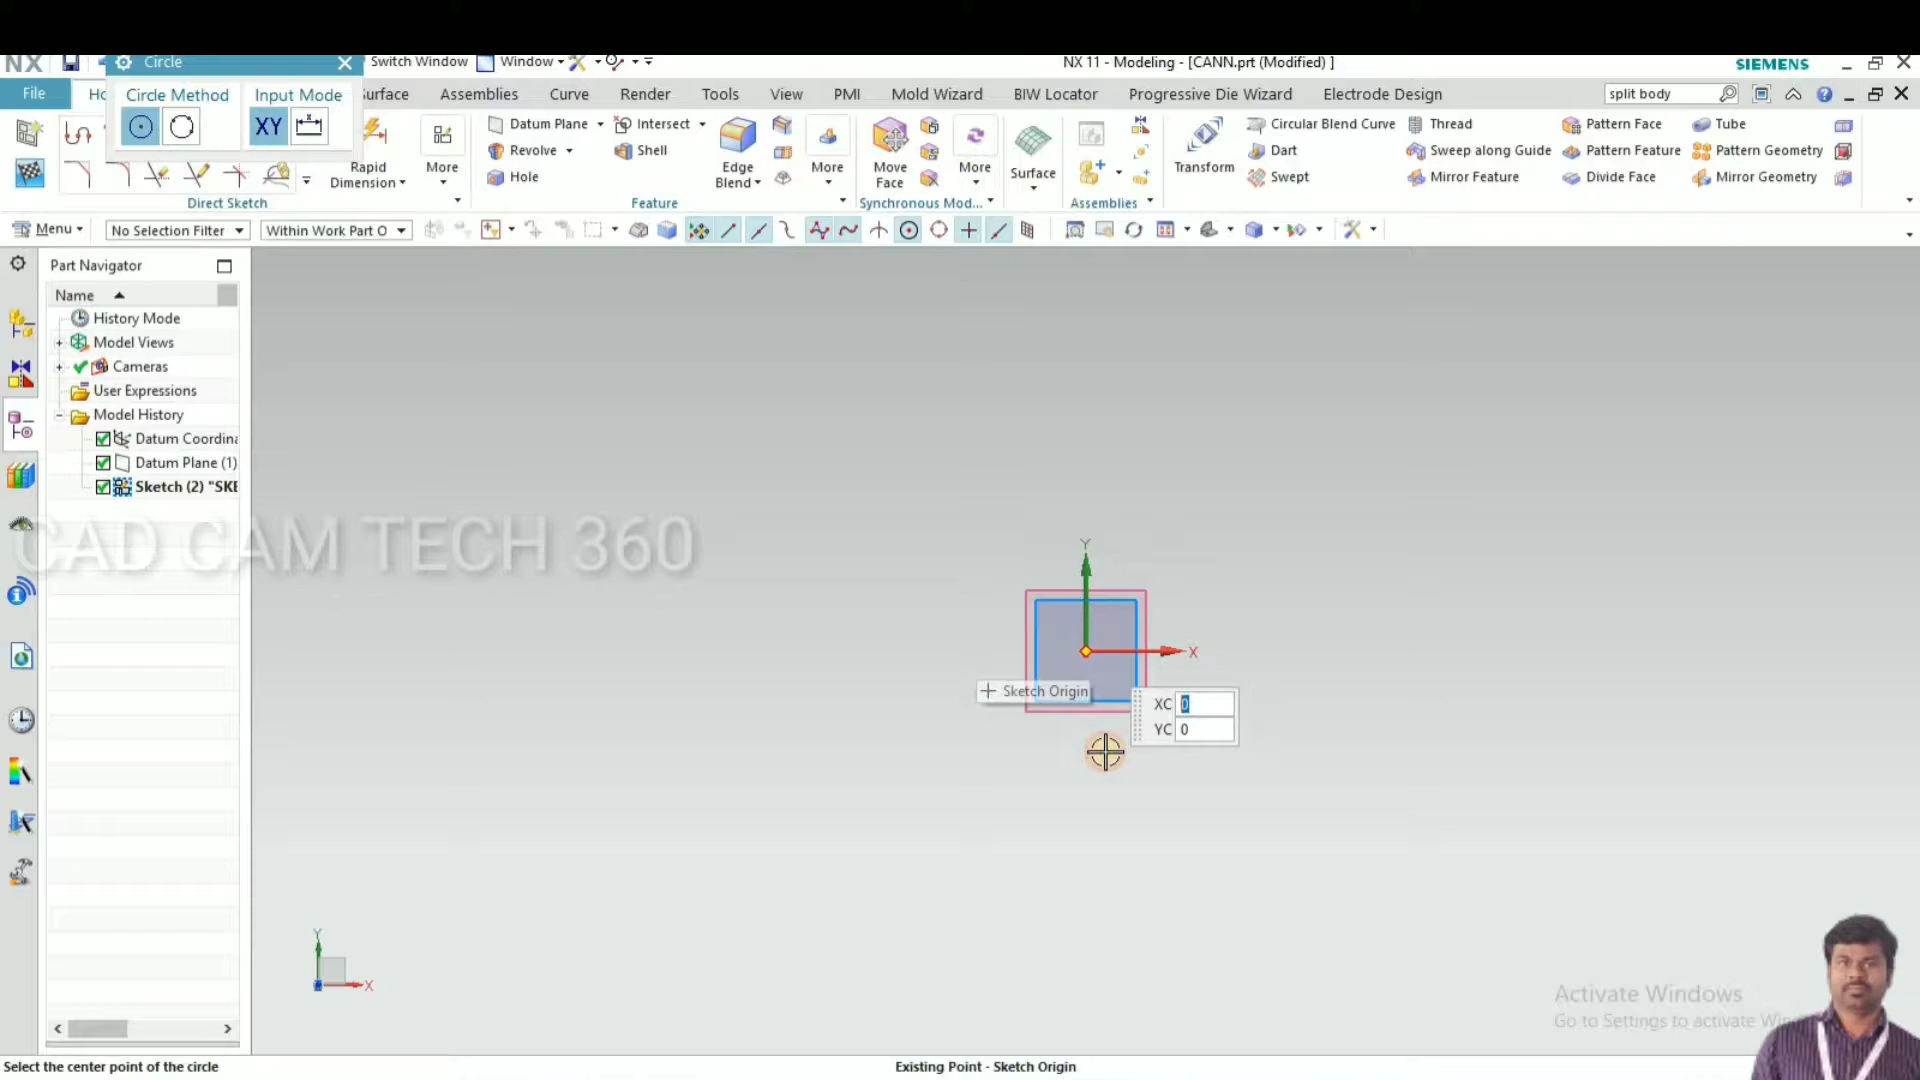 NX
Circle
Switch Window
Window
NX 11 - Modeling - [CANN.prt (Modified) ]
SIEMENS
File
Circle Method
Input Mode
Surface
Assemblies
Curve
Render
Tools
View
PMI
Mold Wizard
BIW Locator
Progressive Die Wizard
Electrode Design
split body
XY
Rapid
Dimension
More
Datum Plane
Revolve
Hole
Intersect
Shell
Edge
Blend
More
Move
Face
More
Surface
Transform
Circular Blend Curve
Dart
Swept
Thread
Sweep along Guide
Mirror Feature
Pattern Face
Pattern Feature
Divide Face
Tube
Pattern Geometry
Mirror Geometry
Direct Sketch
Feature
Synchronous Mod...
Assemblies
Menu
No Selection Filter
Within Work Part O
Part Navigator
Name
History Mode
Model Views
Cameras
User Expressions
Model History
Datum Coordina
Datum Plane (1)
Sketch (2) "SKE
CAD CAM TECH 360
Y
X
Sketch Origin
XC 0
YC 0
Y
X
Activate Windows
Go to Settings to activate
Select the center point of the circle
Existing Point - Sketch Origin